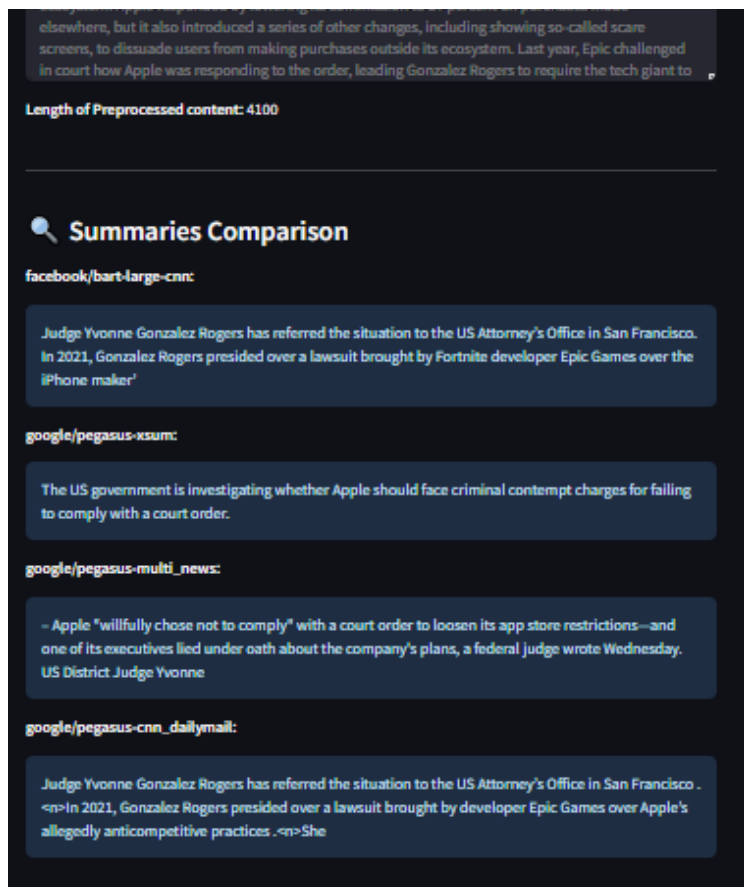 elsewhere, but it also introduced a series of other changes, including showing so-called scare
screens, to dissuade users from making purchases outside its ecosystem. Last year, Epic challenged
in court how Apple was responding to the order, leading Gonzalez Rogers to require the tech giant to
Length of Preprocessed content: 4100
🔍 Summaries Comparison
facebook/bart-large-cnn:
Judge Yvonne Gonzalez Rogers has referred the situation to the US Attorney's Office in San Francisco.
In 2021, Gonzalez Rogers presided over a lawsuit brought by Fortnite developer Epic Games over the
iPhone maker'
google/pegasus-xsum:
The US government is investigating whether Apple should face criminal contempt charges for failing
to comply with a court order.
google/pegasus-multi_news:
– Apple "willfully chose not to comply" with a court order to loosen its app store restrictions—and
one of its executives lied under oath about the company's plans, a federal judge wrote Wednesday.
US District Judge Yvonne
google/pegasus-cnn_dailymail:
Judge Yvonne Gonzalez Rogers has referred the situation to the US Attorney's Office in San Francisco .
<n>In 2021, Gonzalez Rogers presided over a lawsuit brought by developer Epic Games over Apple's
allegedly anticompetitive practices .<n>She